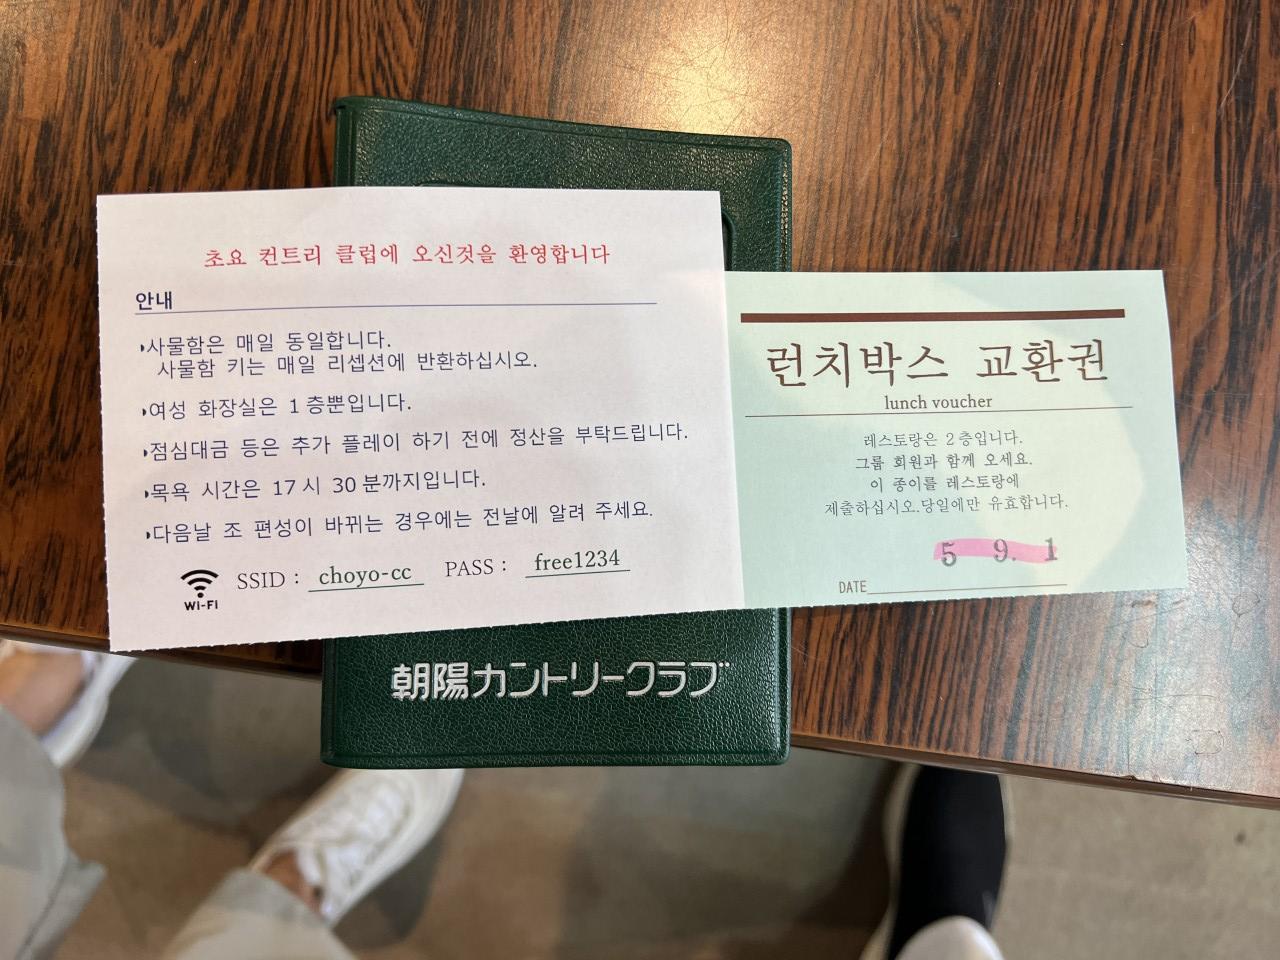 초요 컨트리 클럽에 오신것을 환영합니다
안내
◗사물함은 매일 동일합니다.
사물함 키는 매일 리셉션에 반환하십시오.
◗여성 화장실은 1층뿐입니다.
◗점심대금 등은 추가 플레이 하기 전에 정산을 부탁드립니다.
◗목욕 시간은 17시 30분까지입니다.
◗다음날 조 편성이 바뀌는 경우에는 전날에 알려 주세요.
Wi-Fi SSID : choyo-cc PASS : free1234
런치박스 교환권
lunch voucher
레스토랑은 2층입니다.
그룹 회원과 함께 오세요.
이 종이를 레스토랑에
제출하십시오.당일에만 유효합니다.
5 9. 1
DATE
朝陽カントリークラブ